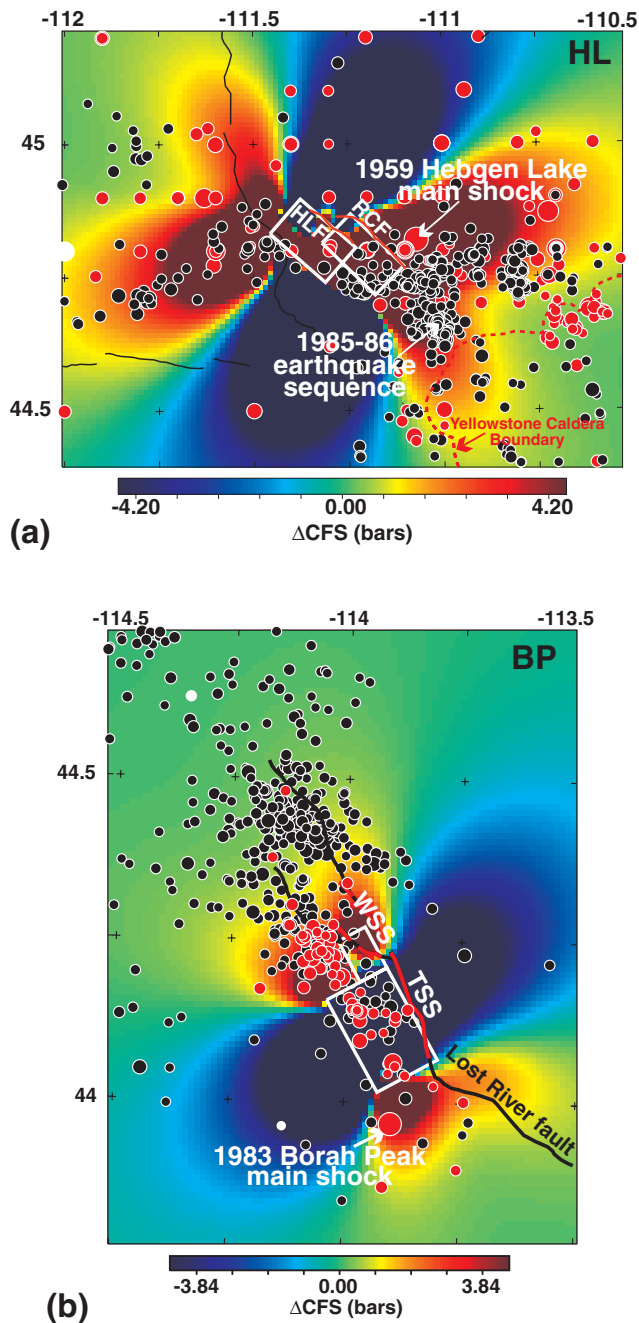 -112 -111.5 -111 -110.5
HL
45
1959 Hebgen Lake
main shock
HLF
RCF
1985-86
earthquake
sequence
44.5
Yellowstone Caldera
Boundary
-4.20 0.00 4.20
ΔCFS (bars)
(a)
-114.5 -114 -113.5
BP
44.5
WSS
TSS
44
Lost River fault
1983 Borah Peak
main shock
-3.84 0.00 3.84
ΔCFS (bars)
(b)